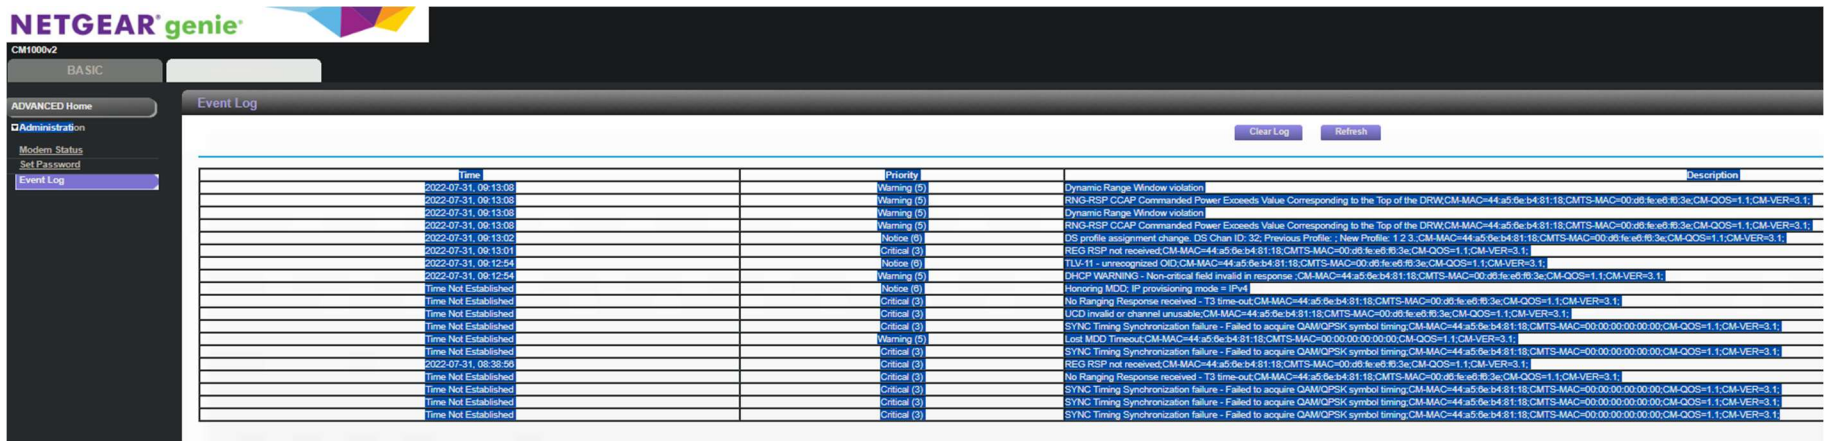 NETGEAR® genie®
CM1000v2
BASIC
ADVANCED Home
Administration
Modem Status
Set Password
Event Log
Event Log
Clear Log Refresh
Time Priority Description
2022-07-31, 09:13:08 Warning (5) Dynamic Range Window violation
2022-07-31, 09:13:08 Warning (5) RNG-RSP CCAP Commanded Power Exceeds Value Corresponding to the Top of the DRW;CM-MAC=44:a5:6e:b4:81:18;CMTS-MAC=00:d6:fe:e6:f6:3e;CM-QOS=1.1;CM-VER=3.1;
2022-07-31, 09:13:08 Warning (5) Dynamic Range Window violation
2022-07-31, 09:13:08 Warning (5) RNG-RSP CCAP Commanded Power Exceeds Value Corresponding to the Top of the DRW;CM-MAC=44:a5:6e:b4:81:18;CMTS-MAC=00:d6:fe:e6:f6:3e;CM-QOS=1.1;CM-VER=3.1;
2022-07-31, 09:13:02 Notice (6) DS profile assignment change. DS Chan ID: 32; Previous Profile: ; New Profile: 1 2 3.;CM-MAC=44:a5:6e:b4:81:18;CMTS-MAC=00:d6:fe:e6:f6:3e;CM-QOS=1.1;CM-VER=3.1;
2022-07-31, 09:13:01 Critical (3) REG RSP not received;CM-MAC=44:a5:6e:b4:81:18;CMTS-MAC=00:d6:fe:e6:f6:3e;CM-QOS=1.1;CM-VER=3.1;
2022-07-31, 09:12:54 Notice (6) TLV-11 - unrecognized OID;CM-MAC=44:a5:6e:b4:81:18;CMTS-MAC=00:d6:fe:e6:f6:3e;CM-QOS=1.1;CM-VER=3.1;
2022-07-31, 09:12:54 Warning (5) DHCP WARNING - Non-critical field invalid in response ;CM-MAC=44:a5:6e:b4:81:18;CMTS-MAC=00:d6:fe:e6:f6:3e;CM-QOS=1.1;CM-VER=3.1;
Time Not Established Notice (6) Honoring MDD; IP provisioning mode = IPv4
Time Not Established Critical (3) No Ranging Response received - T3 time-out;CM-MAC=44:a5:6e:b4:81:18;CMTS-MAC=00:d6:fe:e6:f6:3e;CM-QOS=1.1;CM-VER=3.1;
Time Not Established Critical (3) UCD invalid or channel unusable;CM-MAC=44:a5:6e:b4:81:18;CMTS-MAC=00:d6:fe:e6:f6:3e;CM-QOS=1.1;CM-VER=3.1;
Time Not Established Critical (3) SYNC Timing Synchronization failure - Failed to acquire QAM/QPSK symbol timing;CM-MAC=44:a5:6e:b4:81:18;CMTS-MAC=00:00:00:00:00:00;CM-QOS=1.1;CM-VER=3.1;
Time Not Established Warning (5) Lost MDD Timeout;CM-MAC=44:a5:6e:b4:81:18;CMTS-MAC=00:00:00:00:00:00;CM-QOS=1.1;CM-VER=3.1;
Time Not Established Critical (3) SYNC Timing Synchronization failure - Failed to acquire QAM/QPSK symbol timing;CM-MAC=44:a5:6e:b4:81:18;CMTS-MAC=00:00:00:00:00:00;CM-QOS=1.1;CM-VER=3.1;
2022-07-31, 08:38:56 Critical (3) REG RSP not received;CM-MAC=44:a5:6e:b4:81:18;CMTS-MAC=00:d6:fe:e6:f6:3e;CM-QOS=1.1;CM-VER=3.1;
Time Not Established Critical (3) No Ranging Response received - T3 time-out;CM-MAC=44:a5:6e:b4:81:18;CMTS-MAC=00:d6:fe:e6:f6:3e;CM-QOS=1.1;CM-VER=3.1;
Time Not Established Critical (3) SYNC Timing Synchronization failure - Failed to acquire QAM/QPSK symbol timing;CM-MAC=44:a5:6e:b4:81:18;CMTS-MAC=00:00:00:00:00:00;CM-QOS=1.1;CM-VER=3.1;
Time Not Established Critical (3) SYNC Timing Synchronization failure - Failed to acquire QAM/QPSK symbol timing;CM-MAC=44:a5:6e:b4:81:18;CMTS-MAC=00:00:00:00:00:00;CM-QOS=1.1;CM-VER=3.1;
Time Not Established Critical (3) SYNC Timing Synchronization failure - Failed to acquire QAM/QPSK symbol timing;CM-MAC=44:a5:6e:b4:81:18;CMTS-MAC=00:00:00:00:00:00;CM-QOS=1.1;CM-VER=3.1;